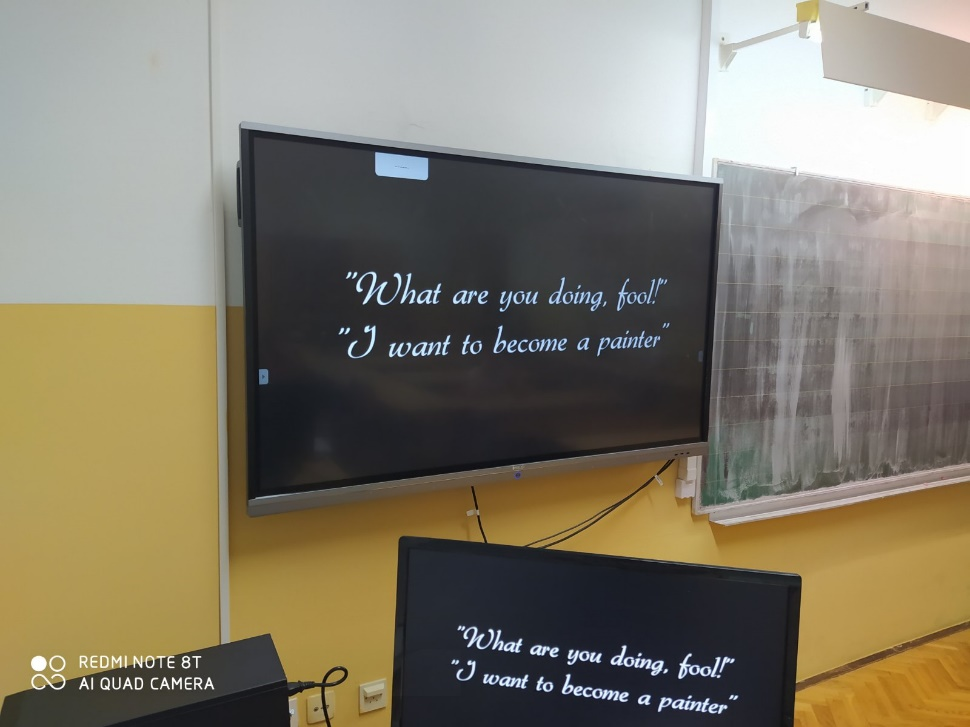 "What are you doing, fool!"
"I want to become a painter"
"What are you doing, fool!"
"I want to become a painter"
REDMI NOTE 8T
AI QUAD CAMERA